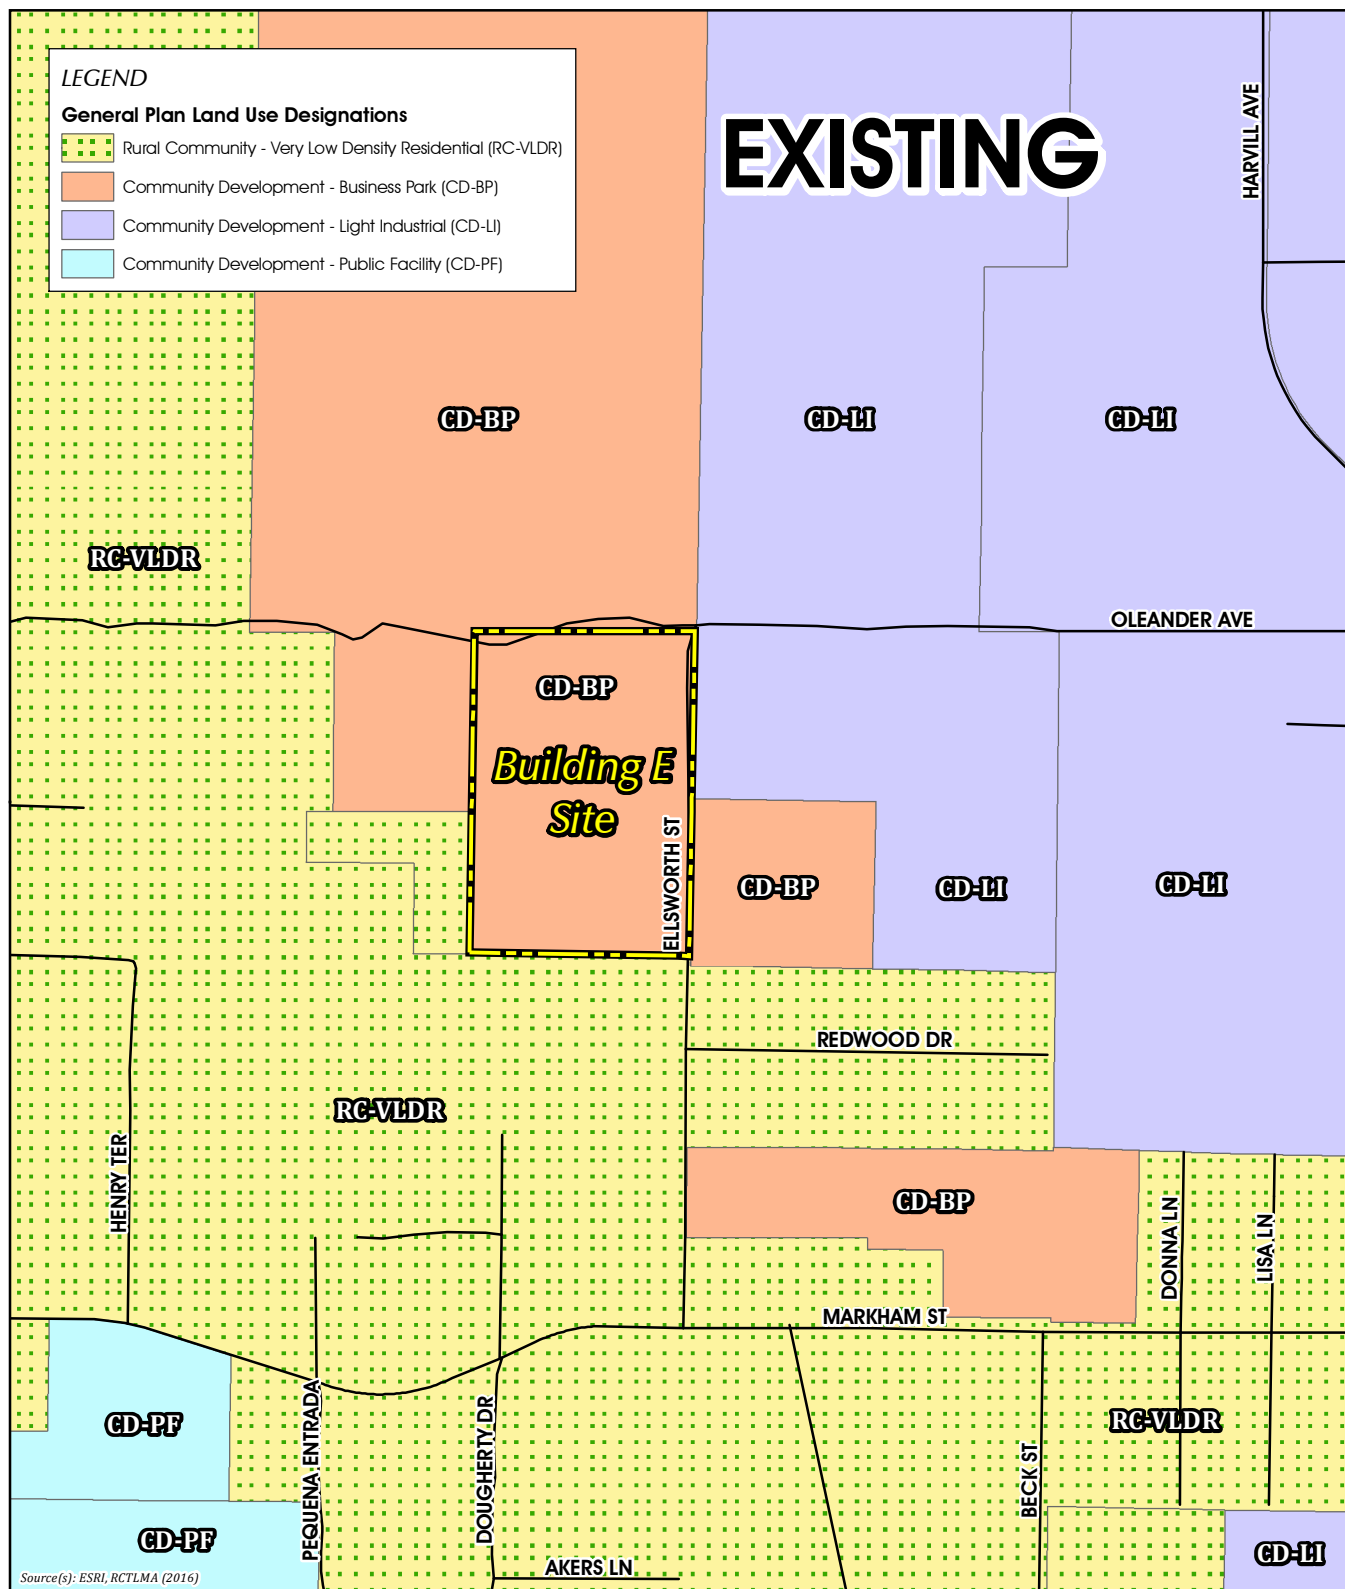 LEGEND
General Plan Land Use Designations
Rural Community - Very Low Density Residential (RC-VLDR)
Community Development - Business Park (CD-BP)
Community Development - Light Industrial (CD-LI)
Community Development - Public Facility (CD-PF)
EXISTING
HARVILL AVE
CD-BP
CD-LI
CD-LI
RC-VLDR
OLEANDER AVE
CD-BP
Building E
Site
ELLSWORTH ST
CD-BP
CD-LI
CD-LI
REDWOOD DR
RC-VLDR
HENRY TER
CD-BP
DONNA LN
LISA LN
MARKHAM ST
CD-PF
PEQUENA ENTRADA
DOUGHERTY DR
RC-VLDR
BECK ST
CD-PF
CD-LI
AKERS LN
Source(s): ESRI, RCTLMA (2016)